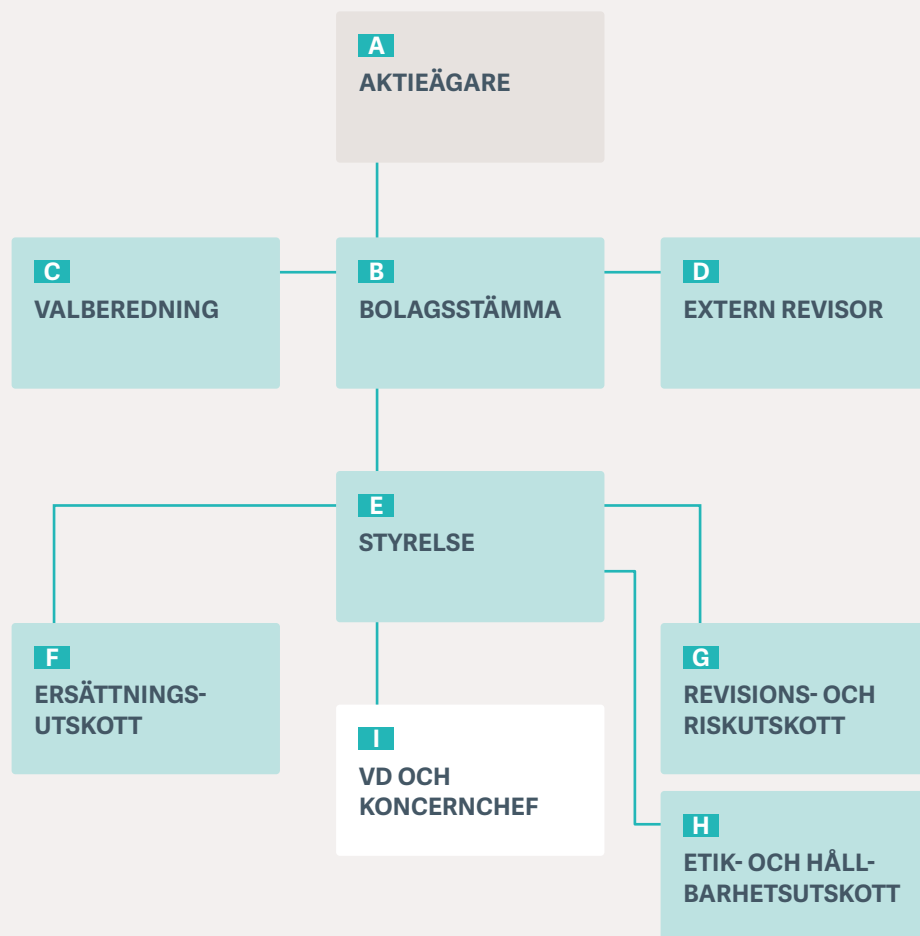 A
AKTIEÄGARE
C
VALBEREDNING
B
BOLAGSSTÄMMA
D
EXTERN REVISOR
E
STYRELSE
F
ERSÄTTNINGS-
UTSKOTT
I
VD OCH
KONCERNCHEF
G
REVISIONS- OCH
RISKUTSKOTT
H
ETIK- OCH HÅLL-
BARHETSUTSKOTT